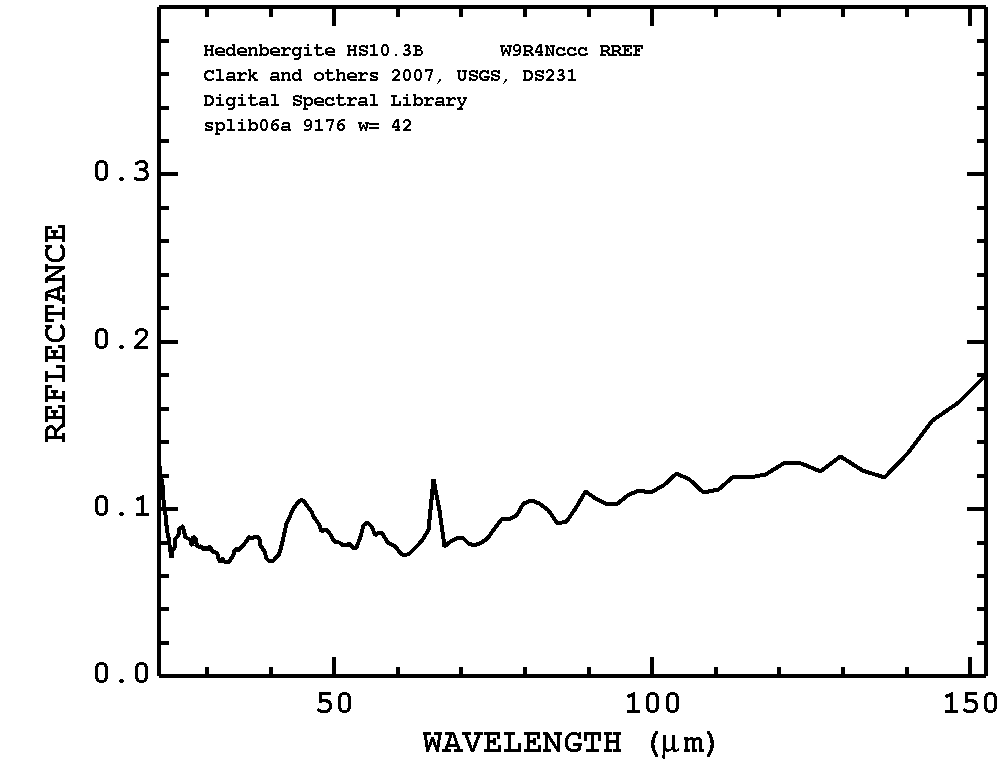 Hedenbergite HS10.3B W9R4Nccc RREF
Clark and others 2007, USGS, DS231
Digital Spectral Library
splib06a 9176 w= 42
REFLECTANCE
0.3
0.2
0.1
0.0
50 100 150
WAVELENGTH (μm)